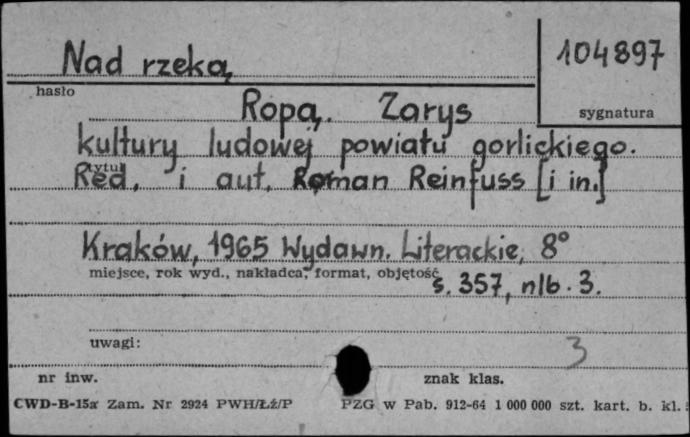 Nad rzeką
104897
hasło
Ropą. Zarys
sygnatura
kultury ludowej powiatu gorlickiego.
tytuł
Red. i aut. Roman Reinfuss [i in.]
Kraków, 1965 Wydawn. Literackie, 8°
miejsce, rok wyd., nakładca, format, objętość
s. 357, nlb. 3.
uwagi:
3
nr inw.
znak klas.
CWD-B-15a Zam. Nr 2924 PWH/Łź/P
PZG w Pab. 912-64 1 000 000 szt. kart. b. kl.